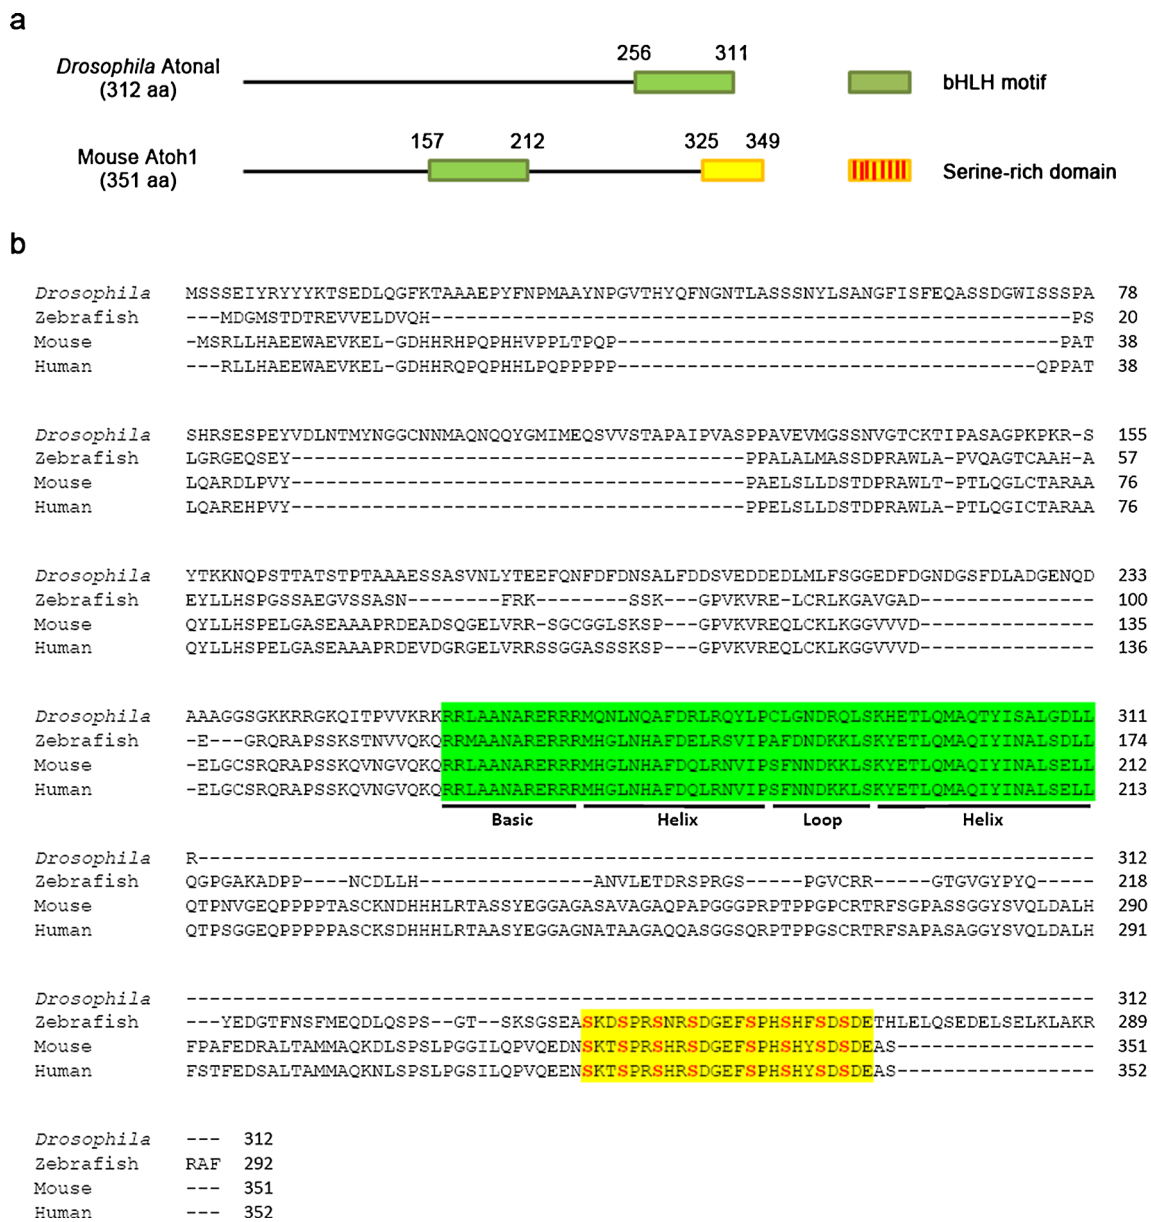 a
256 311
Drosophila Atonal
(312 aa)
bHLH motif
157 212 325 349
Mouse Atoh1
(351 aa)
Serine-rich domain
b
Drosophila MSSSEIYRYYYKTSEDLQGFKTAAAEPYFNPMAAYNPGVTHYQFNGNTLASSSNYLSANGFISFEQASSDGWISSSPA 78
Zebrafish ---MDGMSTDTREVVELDVQH-------------------------------------------------------PS 20
Mouse -MSRLLHAEEWAEVKEL-GDHHRHPQPHHVPPLTPQP--------------------------------------PAT 38
Human ---RLLHAEEWAEVKEL-GDHHRQPQPHHLPQPPPPP------------------------------------QPPAT 38
Drosophila SHRSESPEYVDLNTMYNGGCNNMAQNQQYGMIMEQSVVSTAPAIPVASPPAVEVMGSSNVGTCKTIPASAGPKPKR-S 155
Zebrafish LGRGEQSEY---------------------------------------PPALALMASSDPRAWLA-PVQAGTCAAH-A 57
Mouse LQARDLPVY---------------------------------------PAELSLLDSTDPRAWLT-PTLQGLCTARAA 76
Human LQAREHPVY---------------------------------------PPELSLLDSTDPRAWLA-PTLQGICTARAA 76
Drosophila YTKKNQPSTTATSTPTAAAESSASVNLYTEEFQNFDFDNSALFDDSVEDDEDLMLFSGGEDFDGNDGSFDLADGENQD 233
Zebrafish EYLLHSPGSSAEGVSSASN--------FRK--------SSK---GPVKVRE-LCRLKGAVGAD--------------- 100
Mouse QYLLHSPELGASEAAAPRDEADSQGELVRR-SGCGGLSKSP---GPVKVREQLCKLKGGVVVD--------------- 135
Human QYLLHSPELGASEAAAPRDEVDGRGELVRRSSGGASSSKSP---GPVKVREQLCKLKGGVVVD--------------- 136
Drosophila AAAGGSGKKRRGKQITPVVKRKRRLAANARERRRMQNLNQAFDRLRQYLPCLGNDRQLSKHETLQMAQTYISALGDLL 311
Zebrafish -E---GRQRAPSSKSTNVVQKQRRMAANARERRRMHGLNHAFDELRSVIPAFDNDKKLSKYETLQMAQIYINALSDLL 174
Mouse -ELGCSRQRAPSSKQVNGVQKQRRLAANARERRRMHGLNHAFDQLRNVIPSFNNDKKLSKYETLQMAQIYINALSELL 212
Human -ELGCSRQRAPSSKQVNGVQKQRRLAANARERRRMHGLNHAFDQLRNVIPSFNNDKKLSKYETLQMAQIYINALSELL 213
Basic Helix Loop Helix
Drosophila R----------------------------------------------------------------------------- 312
Zebrafish QGPGAKADPP----NCDLLH---------------ANVLETDRSPRGS-----PGVCRR-----GTGVGYPYQ----- 218
Mouse QTPNVGEQPPPPTASCKNDHHHLRTASSYEGGAGASAVAGAQPAPGGGPRPTPPGPCRTRFSGPASSGGYSVQLDALH 290
Human QTPSGGEQPPPPPASCKSDHHHLRTAASYEGGAGNATAAGAQQASGGSQRPTPPGSCRTRFSAPASAGGYSVQLDALH 291
Drosophila ------------------------------------------------------------------------------ 312
Zebrafish ---YEDGTFNSFMEQDLQSPS--GT--SKSGSEASKDSPRSNRSDGEFSPHSHFSDSDETHLELQSEDELSELKLAKR 289
Mouse FPAFEDRALTAMMAQKDLSPSLPGGILQPVQEDNSKTSPRSHRSDGEFSPHSHYSDSDEAS----------------- 351
Human FSTFEDSALTAMMAQKNLSPSLPGSILQPVQEENSKTSPRSHRSDGEFSPHSHYSDSDEAS----------------- 352
Drosophila --- 312
Zebrafish RAF 292
Mouse --- 351
Human --- 352